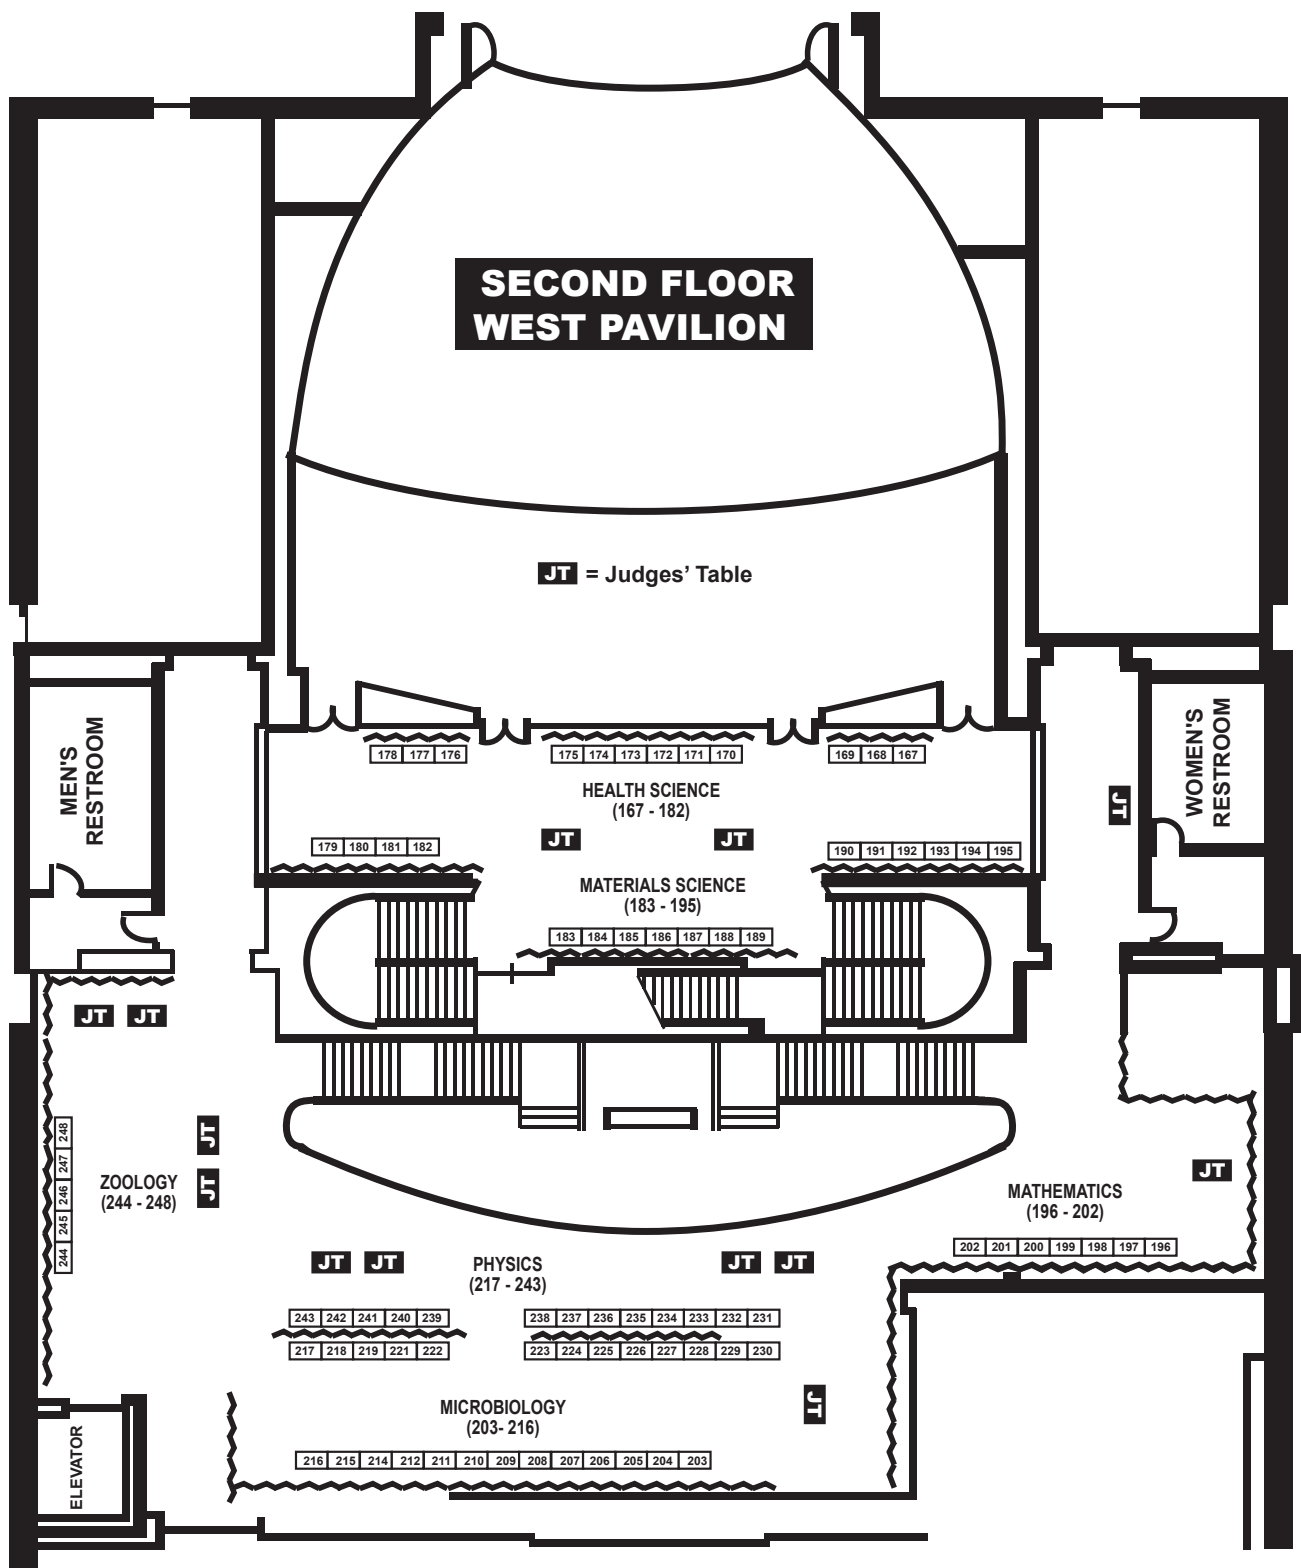 SECOND FLOOR
WEST PAVILION
JT = Judges' Table
MEN'S
RESTROOM
WOMEN'S
RESTROOM
178 177 176
175 174 173 172 171 170
169 168 167
HEALTH SCIENCE
(167 - 182)
JT
JT
JT
179 180 181 182
190 191 192 193 194 195
MATERIALS SCIENCE
(183 - 195)
183 184 185 186 187 188 189
JT JT
JT
JT
248
247
246
245
244
ZOOLOGY
(244 - 248)
JT
MATHEMATICS
(196 - 202)
202 201 200 199 198 197 196
JT JT
PHYSICS
(217 - 243)
JT JT
243 242 241 240 239
238 237 236 235 234 233 232 231
217 218 219 221 222
223 224 225 226 227 228 229 230
JT
MICROBIOLOGY
(203- 216)
216 215 214 212 211 210 209 208 207 206 205 204 203
ELEVATOR